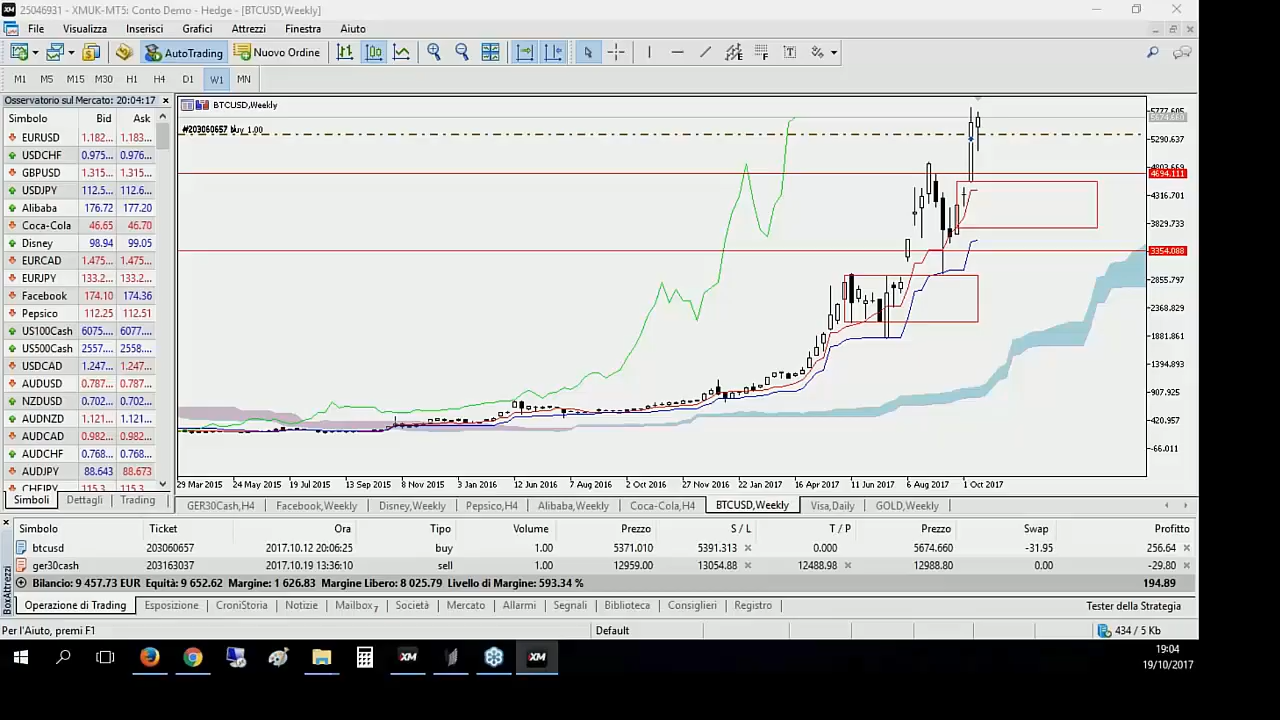 25046931 - XMUK-MT5: Conto Demo - Hedge - [BTCUSD,Weekly]
File Visualizza Inserisci Grafici Attrezzi Finestra Aiuto
AutoTrading Nuovo Ordine
M1 M5 M15 M30 H1 H4 D1 W1 MN
Osservatorio sul Mercato: 20:04:17
Simbolo Bid Ask
EURUSD 1.182... 1.183...
USDCHF 0.975... 0.976...
GBPUSD 1.315... 1.315...
USDJPY 112.5... 112.6...
Alibaba 176.72 177.20
Coca-Cola 46.65 46.70
Disney 98.94 99.05
EURCAD 1.475... 1.475...
EURJPY 133.2... 133.2...
Facebook 174.10 174.36
Pepsico 112.25 112.51
US100Cash 6075.... 6077....
US500Cash 2557.... 2558....
USDCAD 1.247... 1.247...
AUDUSD 0.787... 0.787...
NZDUSD 0.702... 0.702...
AUDNZD 1.121... 1.121...
AUDCAD 0.982... 0.982...
AUDCHF 0.768... 0.768...
AUDJPY 88.643 88.673
CHFJPY 115.3... 115.3...
Simboli Dettagli Trading
BTCUSD,Weekly
#203060657 buy 1.00
5777.605
5674.660
5290.637
4803.669
4694.111
4316.701
3829.733
3354.088
2855.797
2368.829
1881.861
1394.893
907.925
420.957
-66.011
29 Mar 2015 24 May 2015 19 Jul 2015 13 Sep 2015 8 Nov 2015 3 Jan 2016 12 Jun 2016 7 Aug 2016 2 Oct 2016 27 Nov 2016 22 Jan 2017 16 Apr 2017 11 Jun 2017 6 Aug 2017 1 Oct 2017
GER30Cash,H4 Facebook,Weekly Disney,Weekly Pepsico,H4 Alibaba,Weekly Coca-Cola,H4 BTCUSD,Weekly Visa,Daily GOLD,Weekly
Simbolo Ticket Ora Tipo Volume Prezzo S / L T / P Prezzo Swap Profitto
btcusd 203060657 2017.10.12 20:06:25 buy 1.00 5371.010 5391.313 0.000 5674.660 -31.95 256.64
ger30cash 203163037 2017.10.19 13:36:10 sell 1.00 12959.00 13054.88 12488.98 12988.80 0.00 -29.80
Bilancio: 9 457.73 EUR Equità: 9 652.62 Margine: 1 626.83 Margine Libero: 8 025.79 Livello di Margine: 593.34 % 194.89
BoxAttrezzi
Operazione di Trading Esposizione CroniStoria Notizie Mailbox7 Società Mercato Allarmi Segnali Biblioteca Consiglieri Registro Tester della Strategia
Per l'Aiuto, premi F1 Default 434 / 5 Kb
XM XM
19:04
19/10/2017